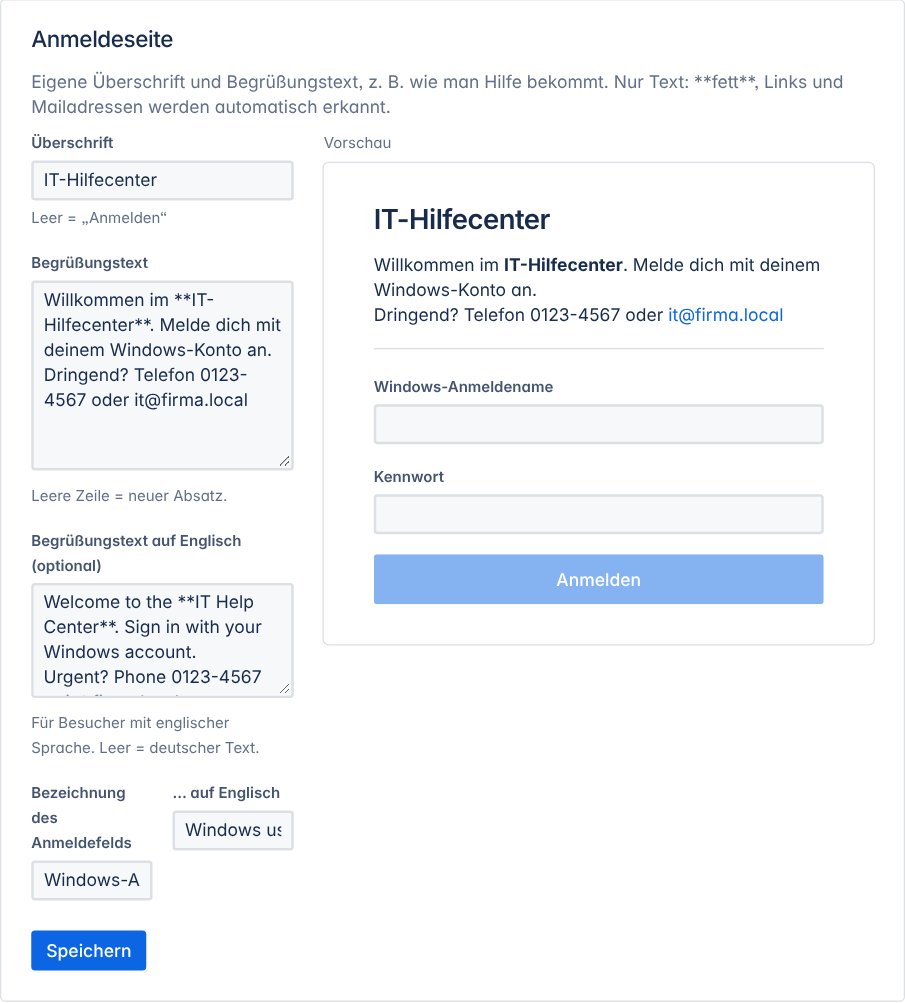 Anmeldeseite
Eigene Überschrift und Begrüßungstext, z. B. wie man Hilfe bekommt. Nur Text: **fett**, Links und
Mailadressen werden automatisch erkannt.
Überschrift
IT-Hilfecenter
Leer = „Anmelden“
Begrüßungstext
Willkommen im **IT-
Hilfecenter**. Melde dich mit
deinem Windows-Konto an.
Dringend? Telefon 0123-
4567 oder it@firma.local
Leere Zeile = neuer Absatz.
Begrüßungstext auf Englisch
(optional)
Welcome to the **IT Help
Center**. Sign in with your
Windows account.
Urgent? Phone 0123-4567
Für Besucher mit englischer
Sprache. Leer = deutscher Text.
Bezeichnung
des
Anmeldefelds
Windows-A
... auf Englisch
Windows us
Speichern
Vorschau
IT-Hilfecenter
Willkommen im IT-Hilfecenter. Melde dich mit deinem
Windows-Konto an.
Dringend? Telefon 0123-4567 oder it@firma.local
Windows-Anmeldename
Kennwort
Anmelden